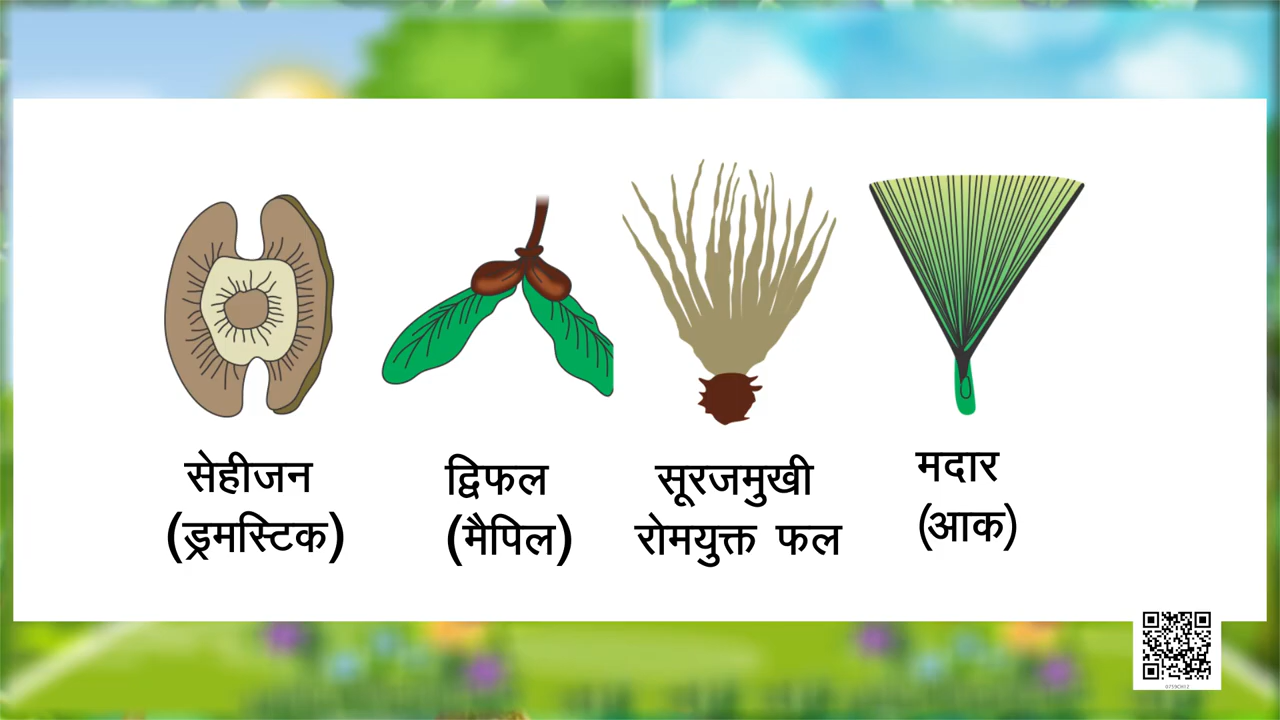 सेहीजन
(ड्रमस्टिक)
द्विफल
(मैपिल)
सूरजमुखी
रोमयुक्त फल
मदार
(आक)